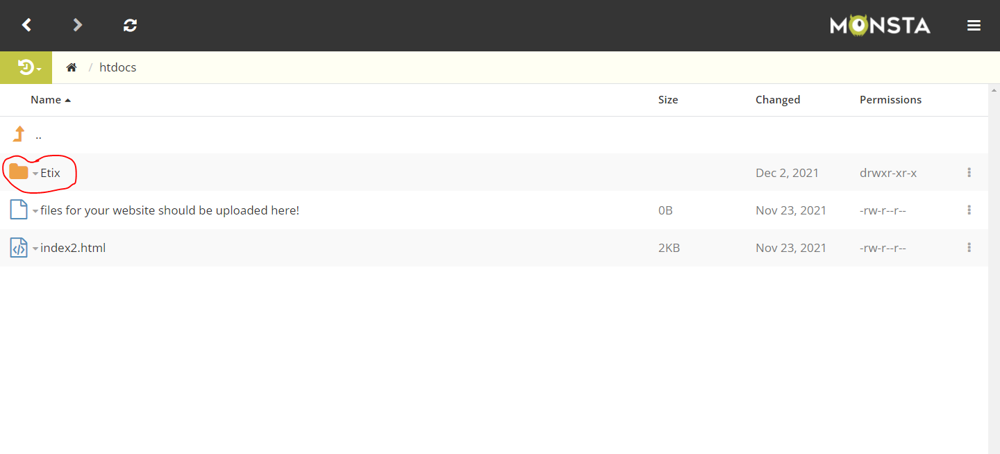 MONSTA
/ htdocs
Name Size Changed Permissions
..
Etix Dec 2, 2021 drwxr-xr-x
files for your website should be uploaded here! 0B Nov 23, 2021 -rw-r--r--
index2.html 2KB Nov 23, 2021 -rw-r--r--